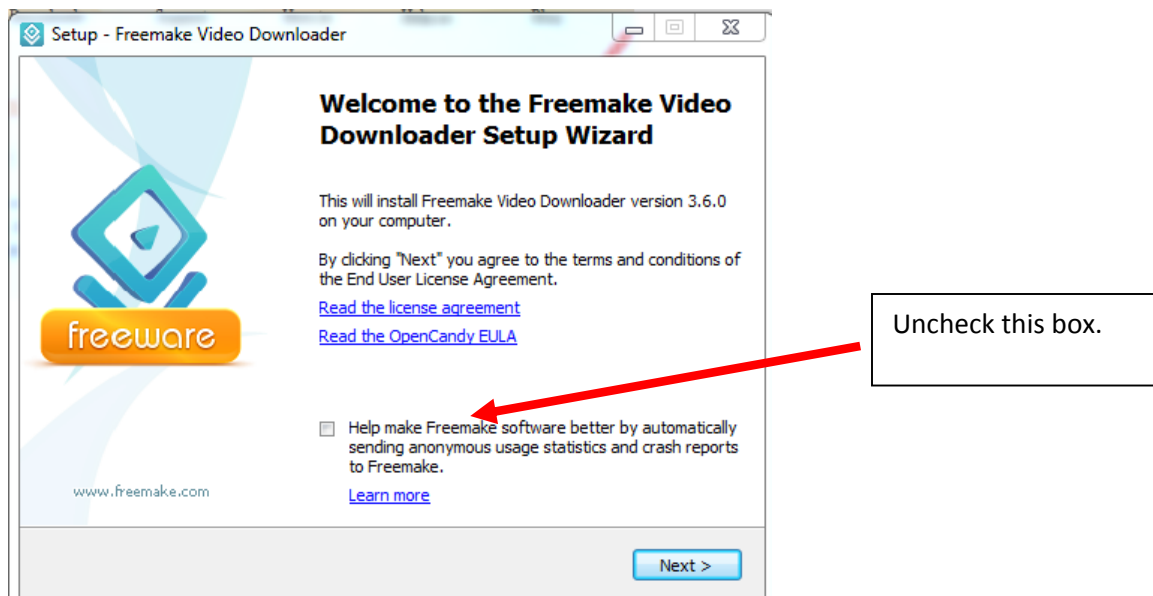 Setup - Freemake Video Downloader
Welcome to the Freemake Video
Downloader Setup Wizard
This will install Freemake Video Downloader version 3.6.0
on your computer.
By clicking "Next" you agree to the terms and conditions of
the End User License Agreement.
Read the license agreement
Read the OpenCandy EULA
freeware
Uncheck this box.
Help make Freemake software better by automatically
sending anonymous usage statistics and crash reports
to Freemake.
www.freemake.com
Learn more
Next >